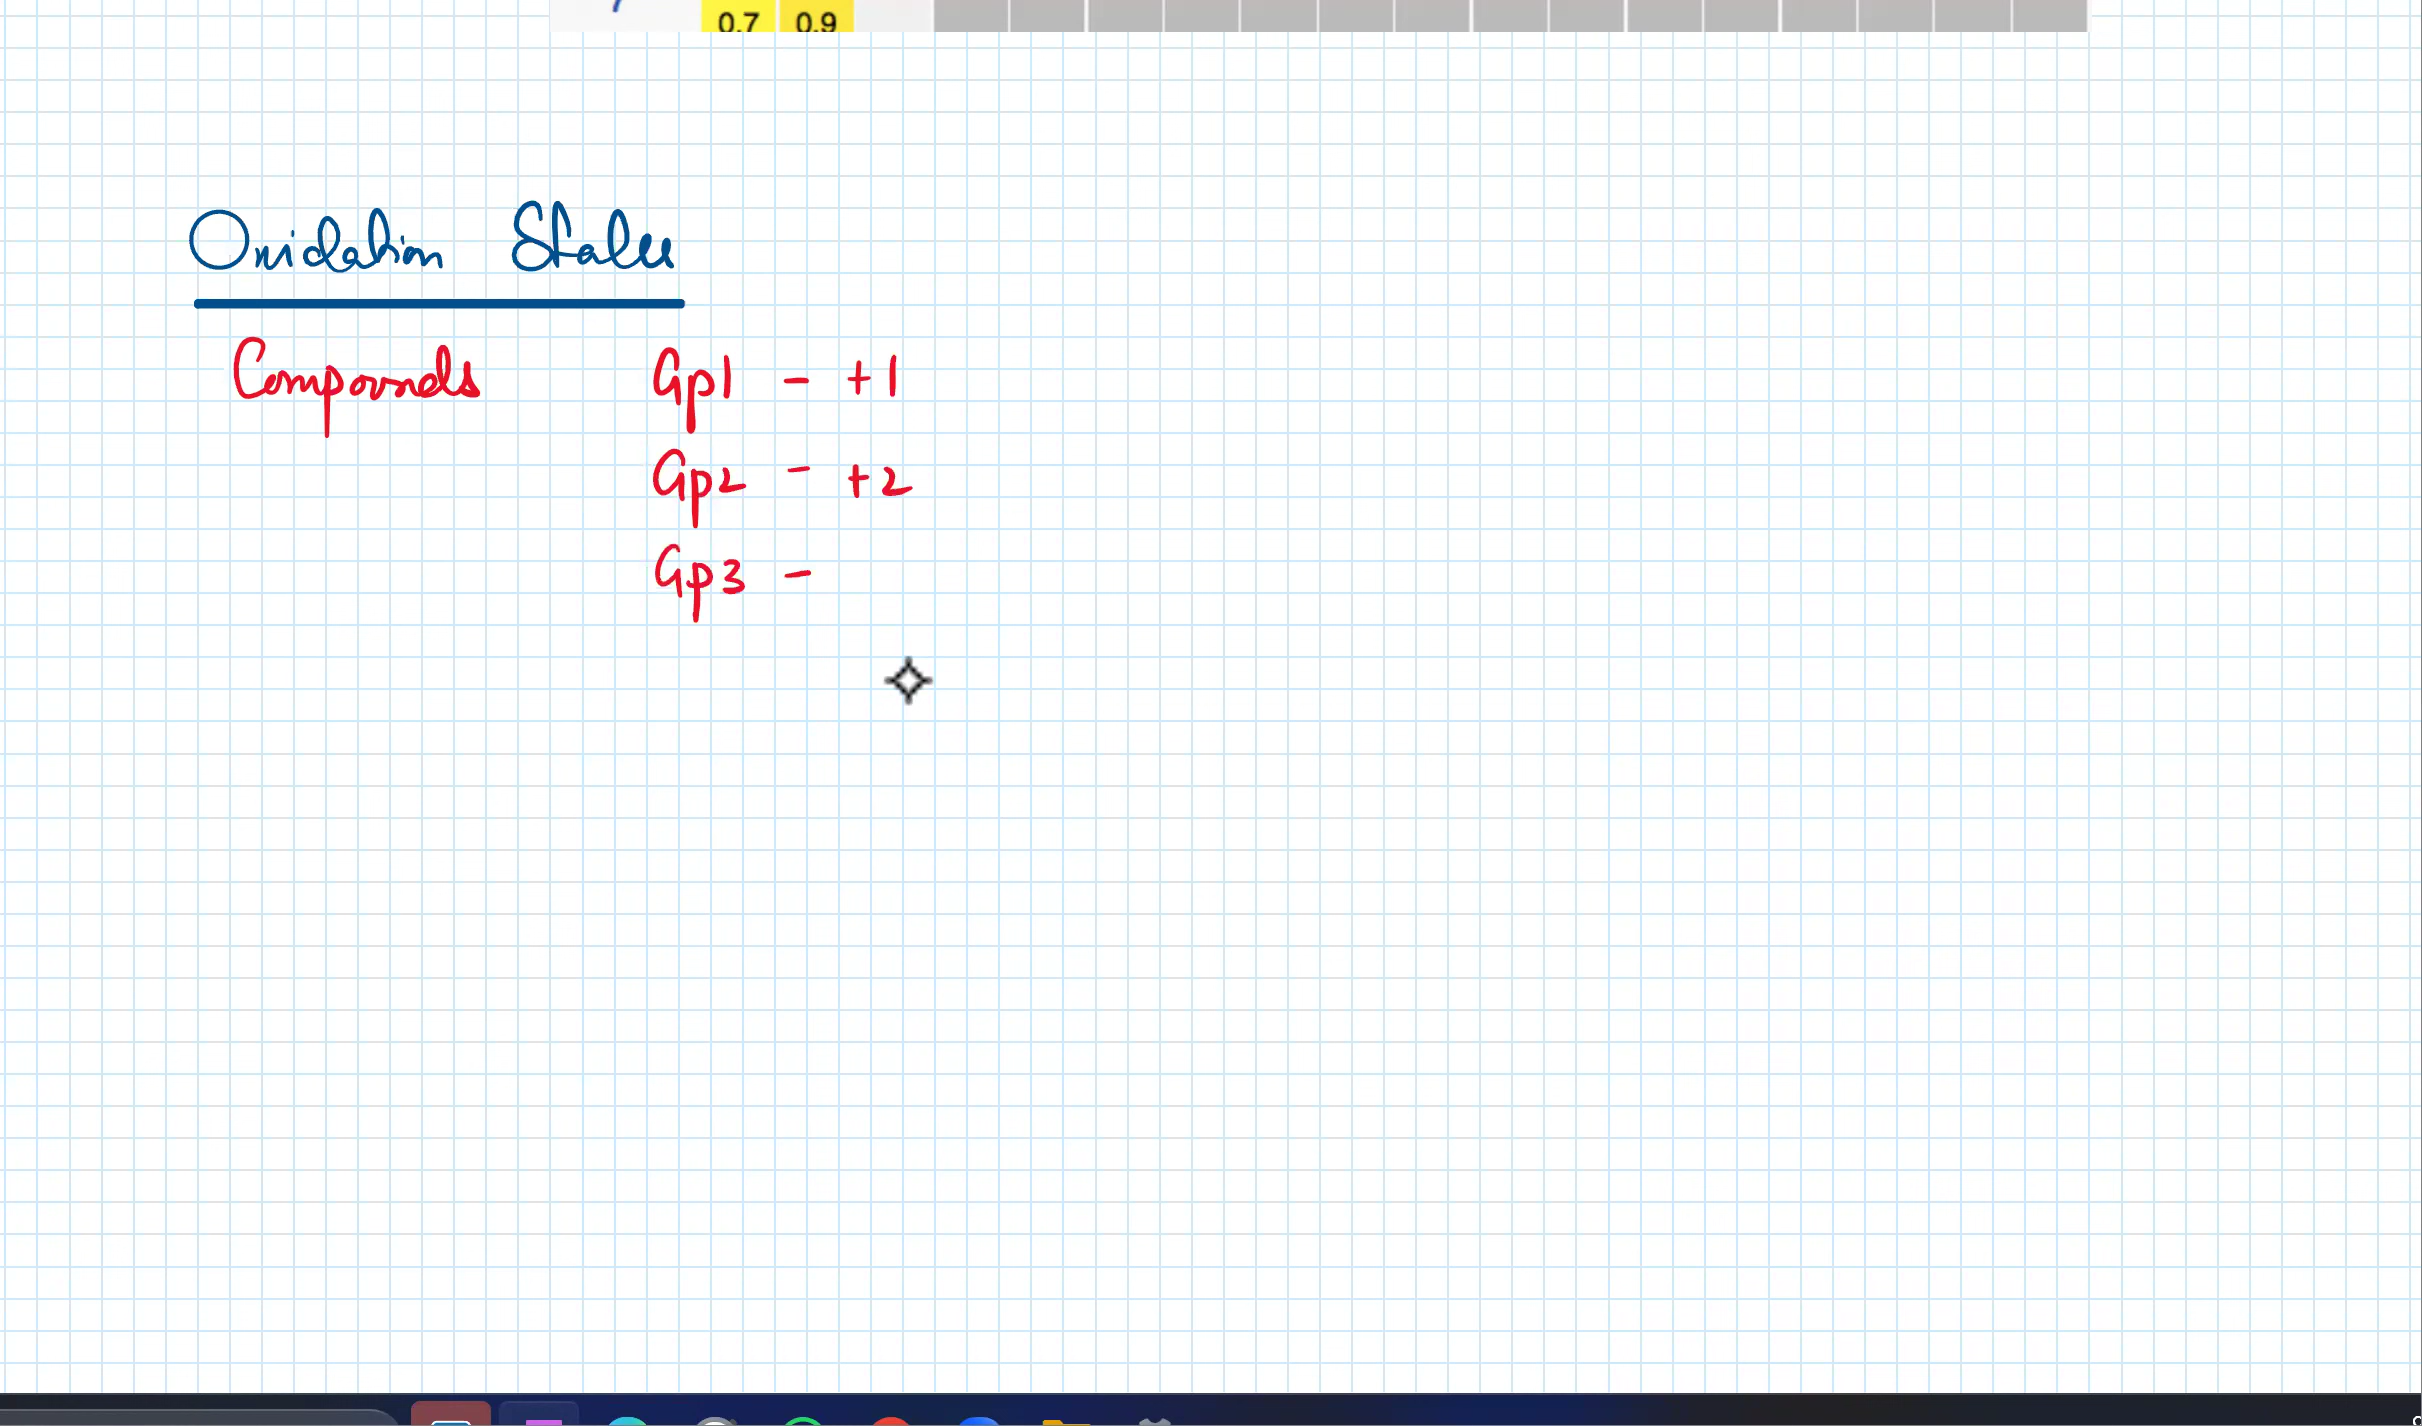 0.7 0.9
Oxidation States
Compounds Gp1 - +1
Gp2 - +2
Gp3 -